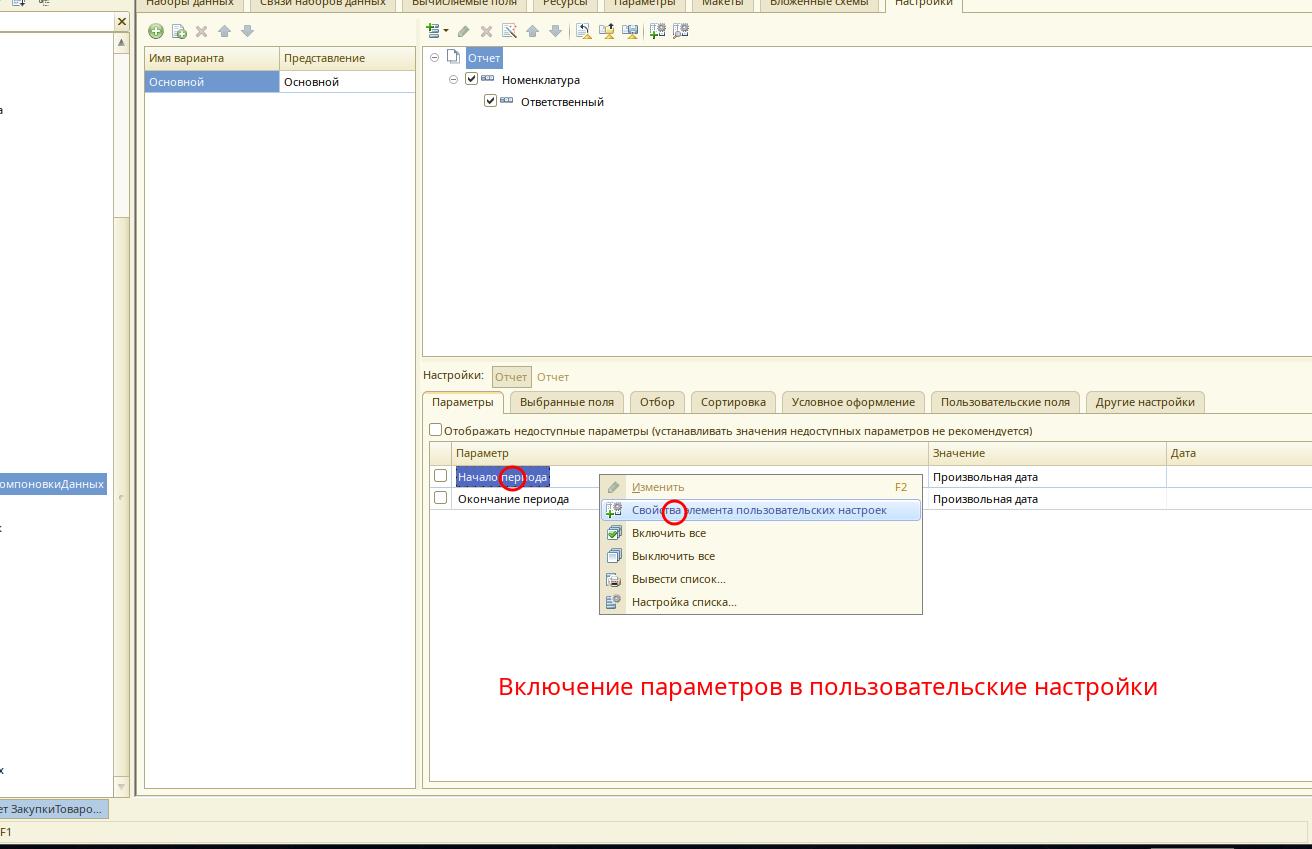 Наборы данных Связи наборов данных Вычисляемые поля Ресурсы Параметры Макеты Вложенные схемы Настройки
Имя варианта Представление
Основной Основной
Отчет
Номенклатура
Ответственный
а
омпоновкиДанных
х
Настройки: Отчет Отчет
Параметры Выбранные поля Отбор Сортировка Условное оформление Пользовательские поля Другие настройки
Отображать недоступные параметры (устанавливать значения недоступных параметров не рекомендуется)
Параметр Значение Дата
Начало периода Произвольная дата
Окончание периода Произвольная дата
Изменить F2
Свойства элемента пользовательских настроек
Включить все
Выключить все
Вывести список...
Настройка списка...
Включение параметров в пользовательские настройки
ет ЗакупкиТоваро...
F1